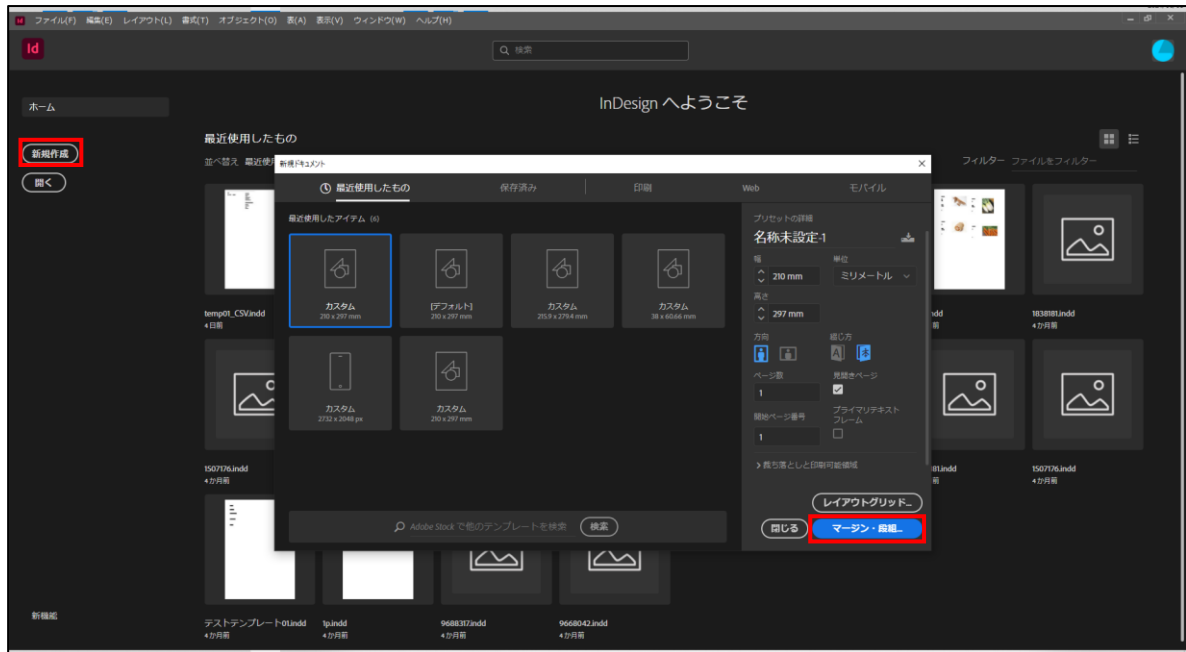 ファイル(F) 編集(E) レイアウト(L) 書式(T) オブジェクト(O) 表(A) 表示(V) ウィンドウ(W) ヘルプ(H)
Id
検索
ホーム
InDesign へようこそ
新規作成
開く
最近使用したもの
並べ替え 最近使用
フィルター ファイルをフィルター
新規ドキュメント
最近使用したもの 保存済み 印刷 Web モバイル
最近使用したアイテム (6)
カスタム
210 x 297 mm
[デフォルト]
210 x 297 mm
カスタム
215.9 x 279.4 mm
カスタム
38 x 60.66 mm
カスタム
2732 x 2048 px
カスタム
210 x 297 mm
Adobe Stock で他のテンプレートを検索 検索
プリセットの詳細
名称未設定-1
幅 単位
210 mm ミリメートル
高さ
297 mm
方向 綴じ方
ページ数 見開きページ
1
開始ページ番号 プライマリテキスト
フレーム
1
裁ち落としと印刷可能領域
レイアウトグリッド...
閉じる マージン・段組...
temp01_CSV.indd
4 日前
ndd
前
1838181.indd
4 か月前
1507176.indd
4 か月前
81.indd
前
1507176.indd
4 か月前
テストテンプレート01.indd
4 か月前
1p.indd
4 か月前
9688317.indd
4 か月前
9668042.indd
4 か月前
新機能